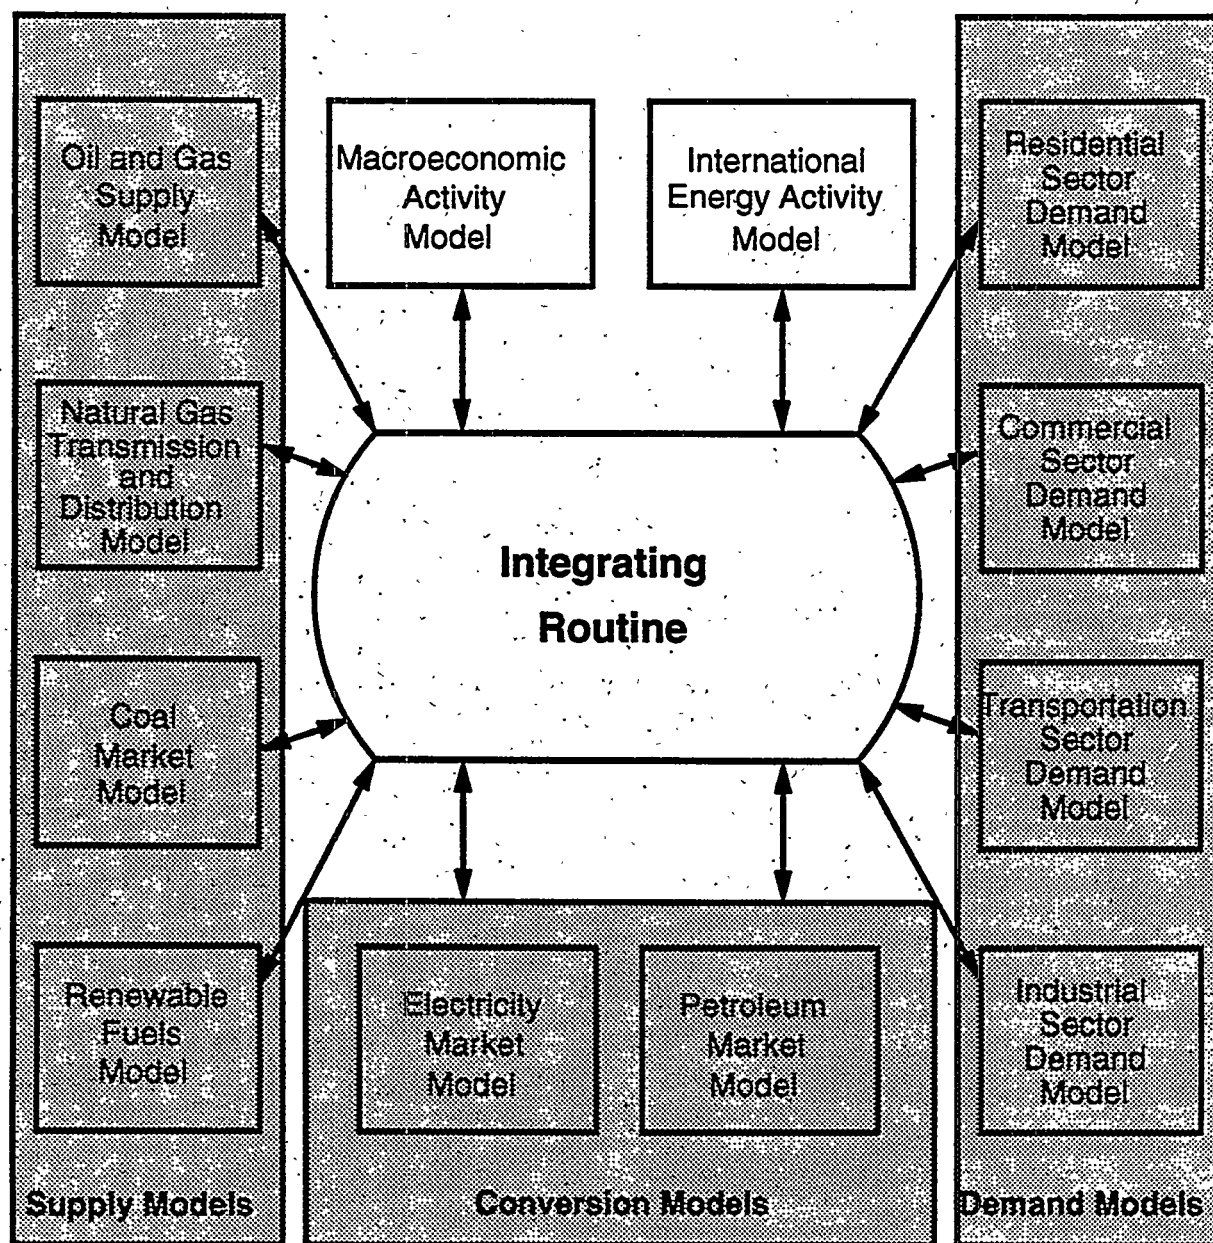 Oil and Gas
Supply
Model
Macroeconomic
Activity
Model
International
Energy Activity
Model
Residential
Sector
Demand
Model
Natural Gas
Transmission
and
Distribution
Model
Commercial
Sector
Demand
Model
Integrating
Routine
Coal
Market
Model
Transportation
Sector
Demand
Model
Renewable
Fuels
Model
Electricity
Market
Model
Petroleum
Market
Model
Industrial
Sector
Demand
Model
Supply Models
Conversion Models
Demand Models